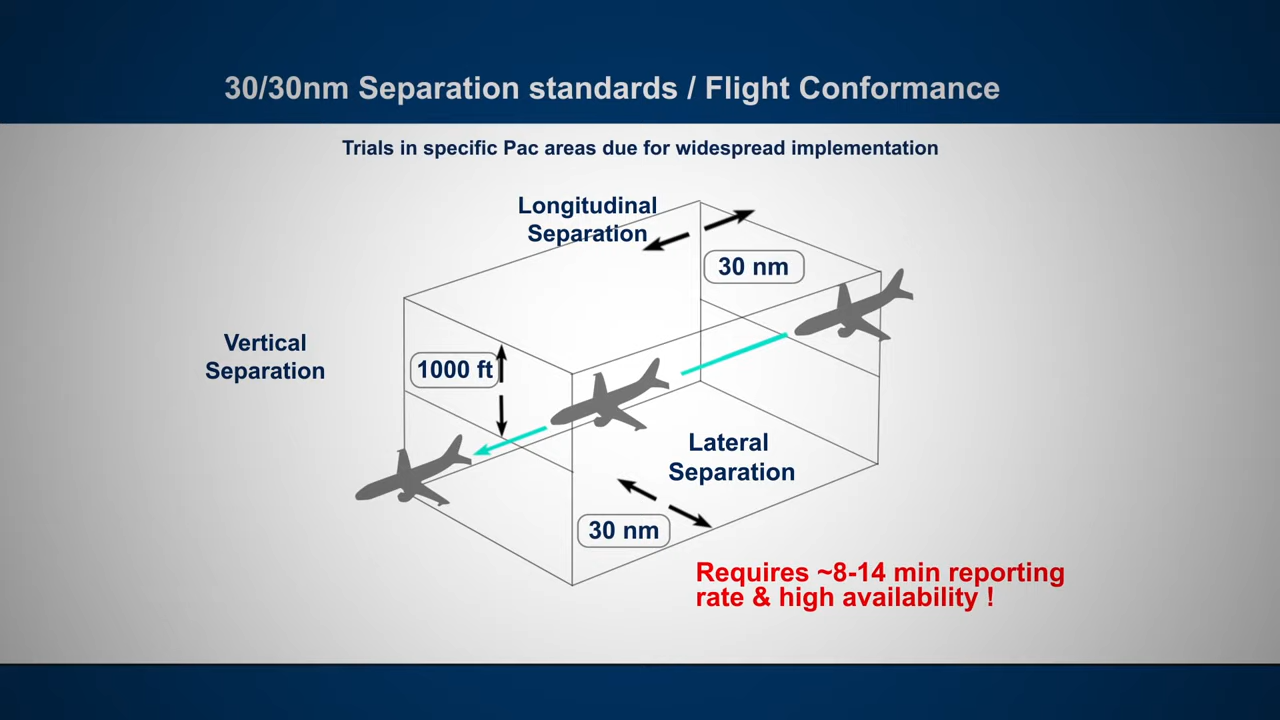 30/30nm Separation standards / Flight Conformance
Trials in specific Pac areas due for widespread implementation
Longitudinal
Separation
30 nm
Vertical
Separation
1000 ft
Lateral
Separation
30 nm
Requires ~8-14 min reporting
rate & high availability !